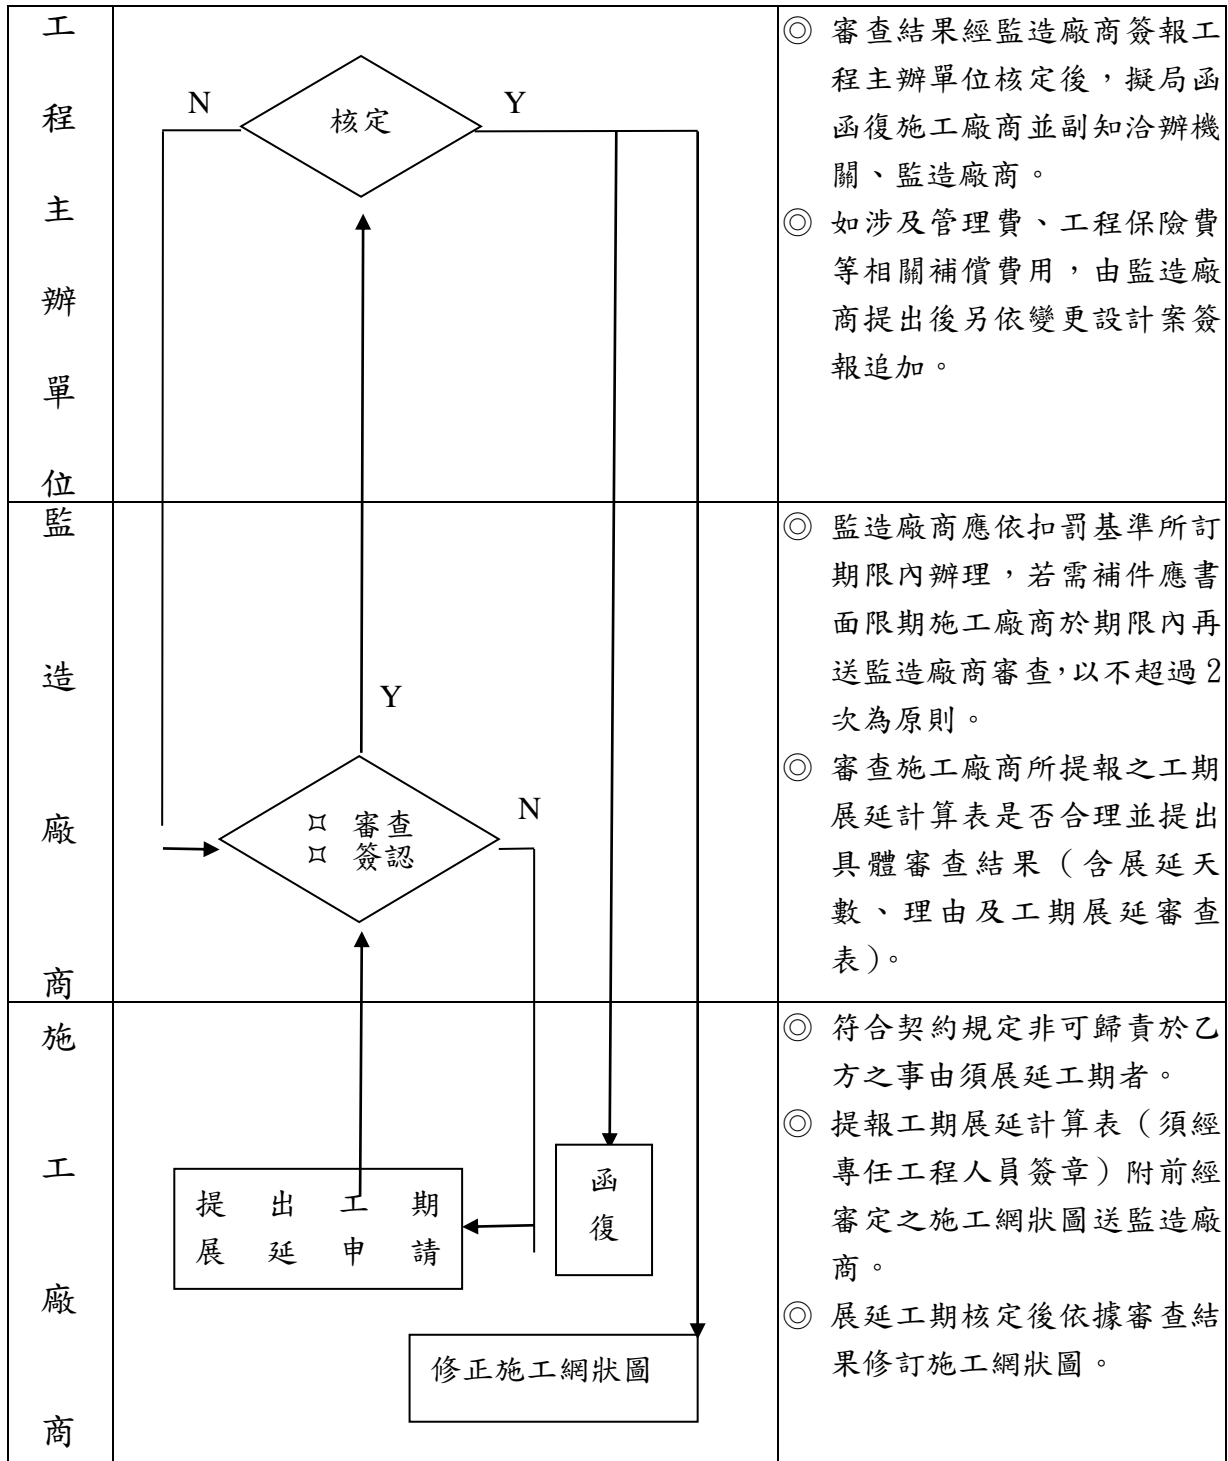 工程主辦單位
N
核定
Y
◎ 審查結果經監造廠商簽報工
程主辦單位核定後，擬局函
函復施工廠商並副知洽辦機
關、監造廠商。
◎ 如涉及管理費、工程保險費
等相關補償費用，由監造廠
商提出後另依變更設計案簽
報追加。
監造廠商
Y
¤ 審查
¤ 簽認
N
◎ 監造廠商應依扣罰基準所訂
期限內辦理，若需補件應書
面限期施工廠商於期限內再
送監造廠商審查，以不超過 2
次為原則。
◎ 審查施工廠商所提報之工期
展延計算表是否合理並提出
具體審查結果（含展延天
數、理由及工期展延審查
表）。
施工廠商
提出工期
展延申請
函
復
修正施工網狀圖
◎ 符合契約規定非可歸責於乙
方之事由須展延工期者。
◎ 提報工期展延計算表（須經
專任工程人員簽章）附前經
審定之施工網狀圖送監造廠
商。
◎ 展延工期核定後依據審查結
果修訂施工網狀圖。